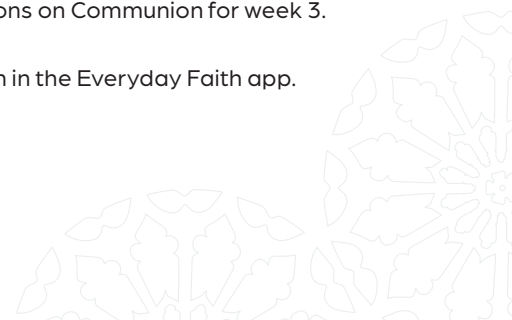 ons on Communion for week 3.
in the Everyday Faith app.